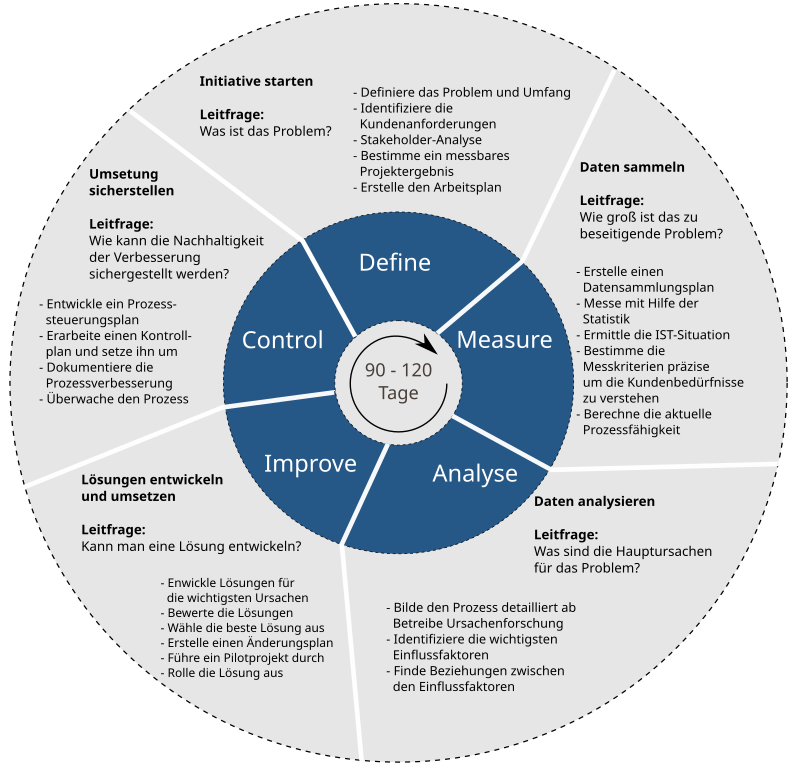 Initiative starten
Leitfrage:
Was ist das Problem?
- Definiere das Problem und Umfang
- Identifiziere die
Kundenanforderungen
- Stakeholder-Analyse
- Bestimme ein messbares
Projektergebnis
- Erstelle den Arbeitsplan
Daten sammeln
Leitfrage:
Wie groß ist das zu
beseitigende Problem?
- Erstelle einen
Datensammlungsplan
- Messe mit Hilfe der
Statistik
- Ermittle die IST-Situation
- Bestimme die
Messkriterien präzise
um die Kundenbedürfnisse
zu verstehen
- Berechne die aktuelle
Prozessfähigkeit
Daten analysieren
Leitfrage:
Was sind die Hauptursachen
für das Problem?
- Bilde den Prozess detailliert ab
Betreibe Ursachenforschung
- Identifiziere die wichtigsten
Einflussfaktoren
- Finde Beziehungen zwischen
den Einflussfaktoren
Lösungen entwickeln
und umsetzen
Leitfrage:
Kann man eine Lösung entwickeln?
- Enwickle Lösungen für
die wichtigsten Ursachen
- Bewerte die Lösungen
- Wähle die beste Lösung aus
- Erstelle einen Änderungsplan
- Führe ein Pilotprojekt durch
- Rolle die Lösung aus
Umsetung
sicherstellen
Leitfrage:
Wie kann die Nachhaltigkeit
der Verbesserung
sichergestellt werden?
- Entwickle ein Prozess-
steuerungsplan
- Erarbeite einen Kontroll-
plan und setze ihn um
- Dokumentiere die
Prozessverbesserung
- Überwache den Prozess
Define
Measure
Analyse
Improve
Control
90 - 120
Tage